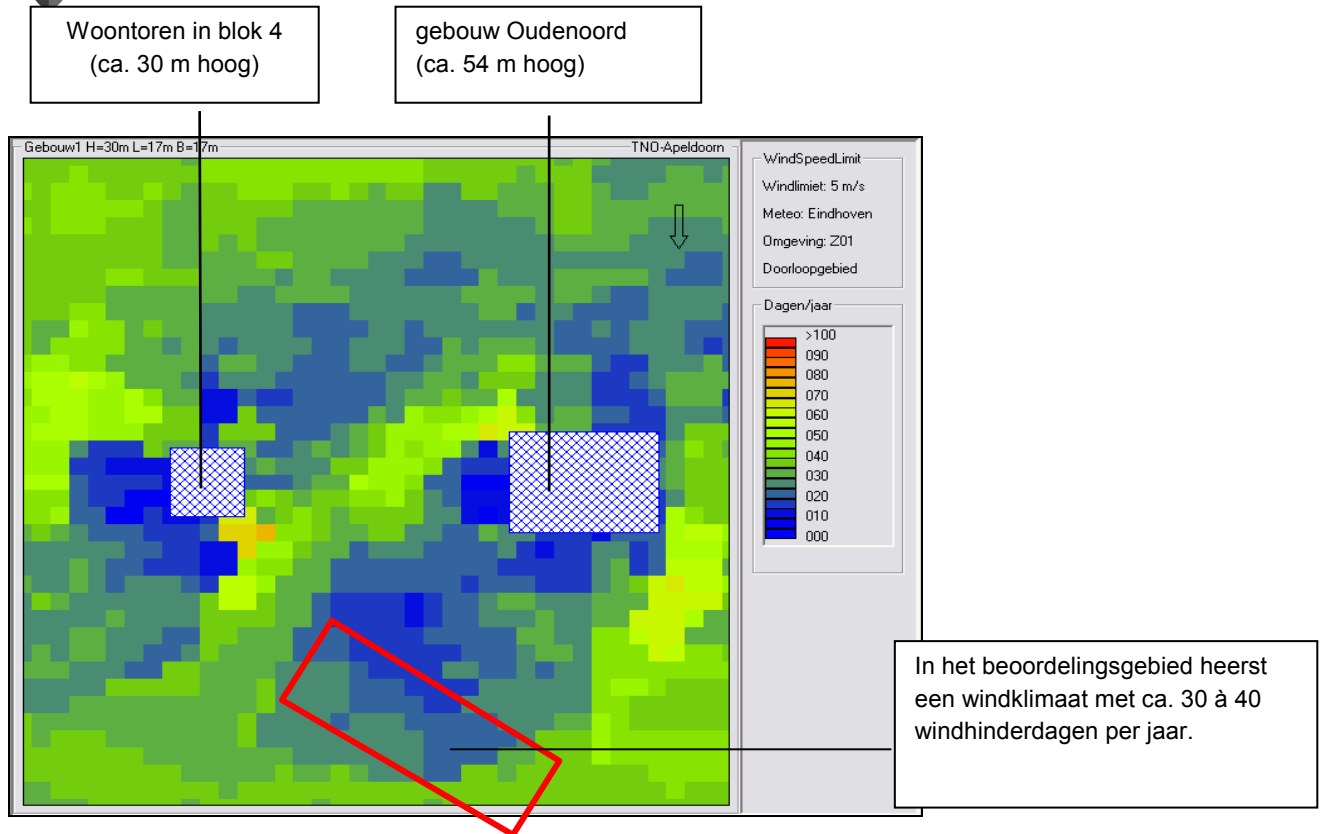 Woontoren in blok 4
(ca. 30 m hoog)
gebouw Oudenoord
(ca. 54 m hoog)
Gebouw1 H=30m L=17m B=17m
TNO-Apeldoorn
WindSpeedLimit
Windlimiet: 5 m/s
Meteo: Eindhoven
Omgeving: Z01
Doorloopgebied
Dagen/jaar
>100
090
080
070
060
050
040
030
020
010
000
In het beoordelingsgebied heerst
een windklimaat met ca. 30 à 40
windhinderdagen per jaar.